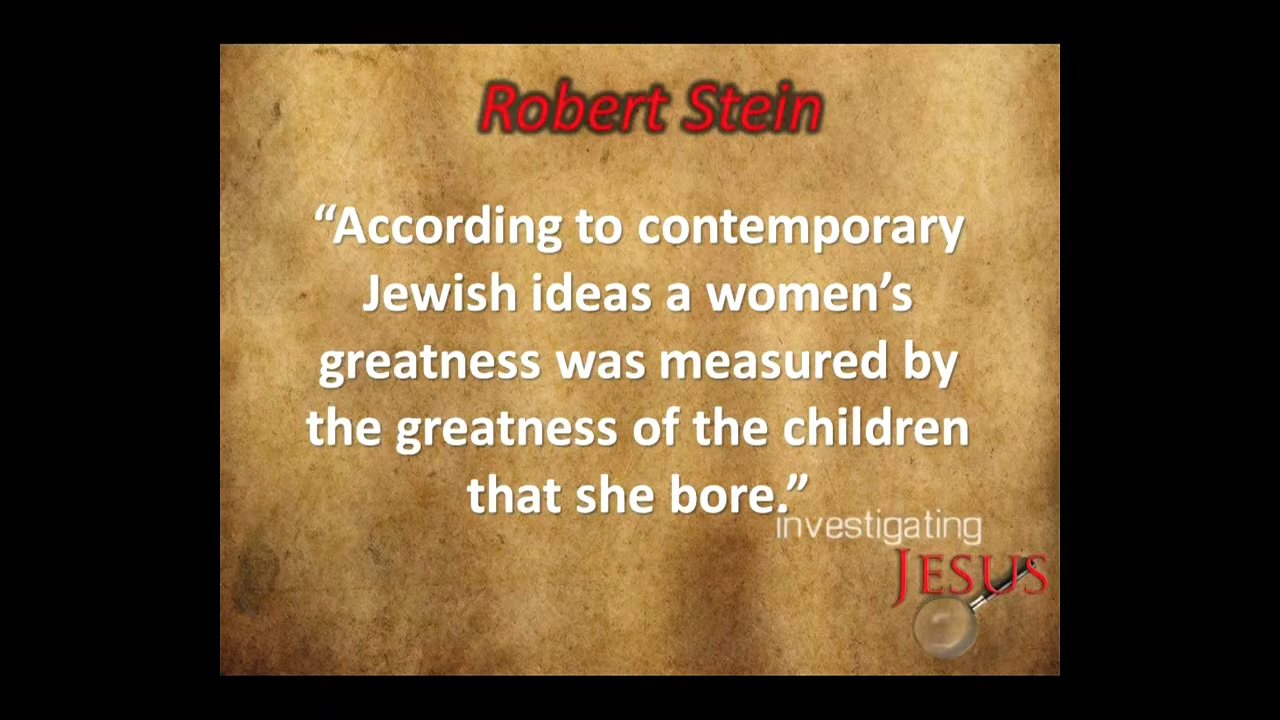 Robert Stein
“According to contemporary
Jewish ideas a women’s
greatness was measured by
the greatness of the children
that she bore.”
investigating
JESUS